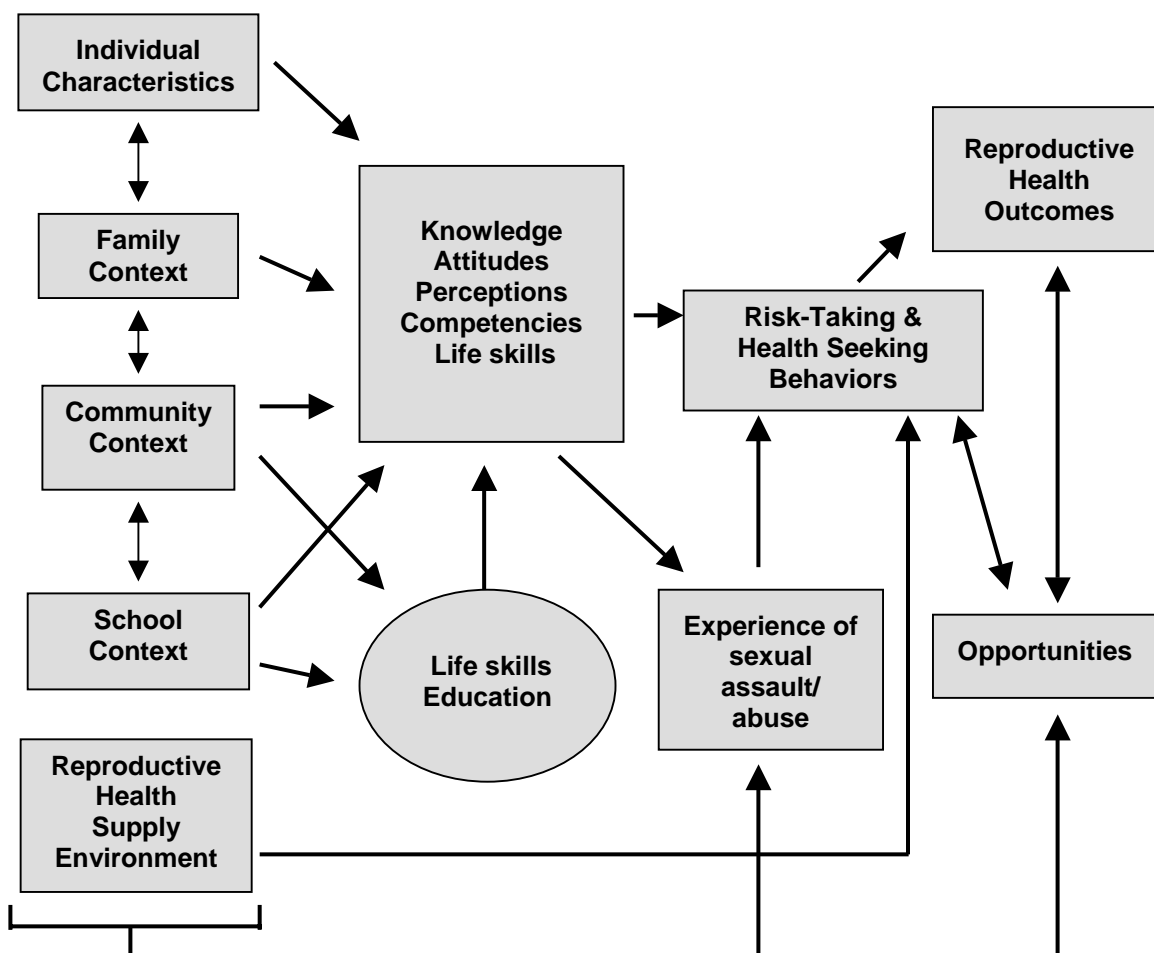 Individual
Characteristics
Family
Context
Community
Context
School
Context
Reproductive
Health
Supply
Environment
Knowledge
Attitudes
Perceptions
Competencies
Life skills
Life skills
Education
Risk-Taking &
Health Seeking
Behaviors
Experience of
sexual
assault/
abuse
Reproductive
Health
Outcomes
Opportunities